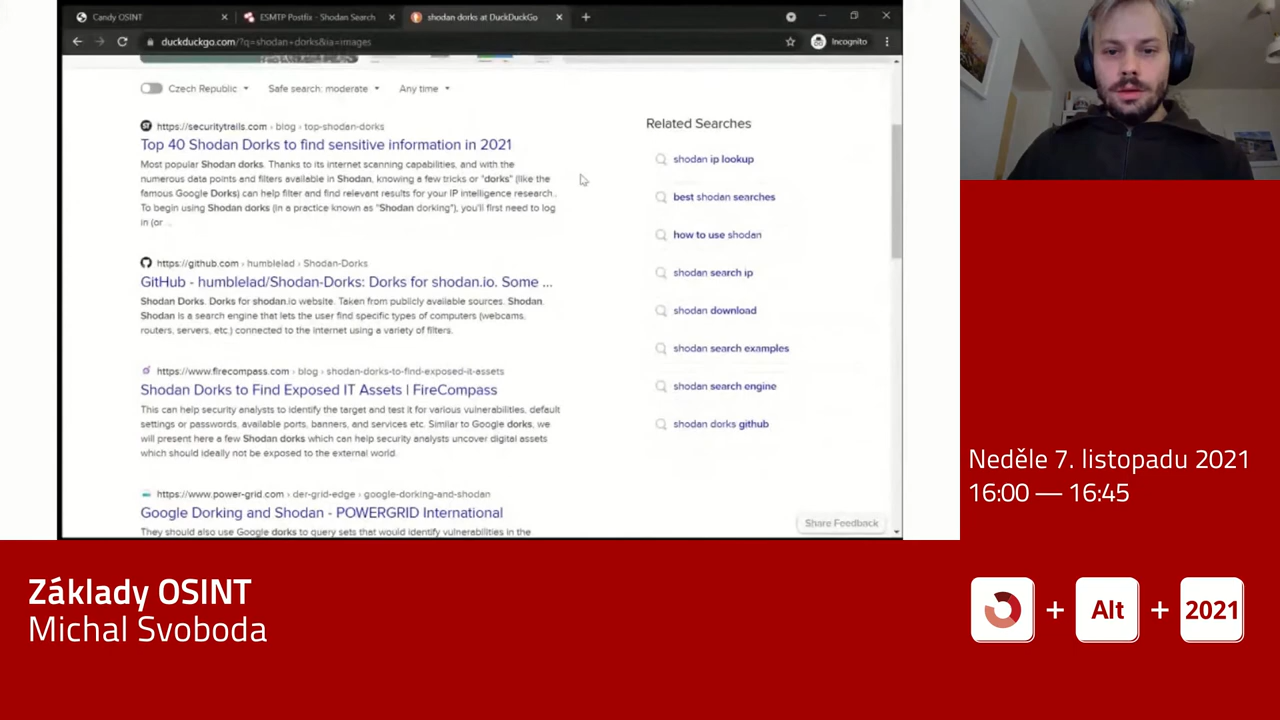 Candy OSINT
ESMTP Postfix - Shodan Search
shodan dorks at DuckDuckGo
duckduckgo.com/?q=shodan+dorks&ia=images
Incognito
Czech Republic
Safe search: moderate
Any time
https://securitytrails.com › blog › top-shodan-dorks
Top 40 Shodan Dorks to find sensitive information in 2021
Most popular Shodan dorks. Thanks to its internet scanning capabilities, and with the
numerous data points and filters available in Shodan, knowing a few tricks or "dorks" (like the
famous Google Dorks) can help filter and find relevant results for your IP intelligence research.
To begin using Shodan dorks (in a practice known as "Shodan dorking"), you'll first need to log
in (or ...
https://github.com › humblelad › Shodan-Dorks
GitHub - humblelad/Shodan-Dorks: Dorks for shodan.io. Some ...
Shodan Dorks. Dorks for shodan.io website. Taken from publicly available sources. Shodan.
Shodan is a search engine that lets the user find specific types of computers (webcams,
routers, servers, etc.) connected to the internet using a variety of filters.
https://www.firecompass.com › blog › shodan-dorks-to-find-exposed-it-assets
Shodan Dorks to Find Exposed IT Assets | FireCompass
This can help security analysts to identify the target and test it for various vulnerabilities, default
settings or passwords, available ports, banners, and services etc. Similar to Google dorks, we
will present here a few Shodan dorks which can help security analysts uncover digital assets
which should ideally not be exposed to the external world.
https://www.power-grid.com › der-grid-edge › google-dorking-and-shodan
Google Dorking and Shodan - POWERGRID International
They should also use Google dorks to query sets that would identify vulnerabilities in the
Related Searches
shodan ip lookup
best shodan searches
how to use shodan
shodan search ip
shodan download
shodan search examples
shodan search engine
shodan dorks github
Share Feedback
Neděle 7. listopadu 2021
16:00 — 16:45
Základy OSINT
Michal Svoboda
+ Alt + 2021